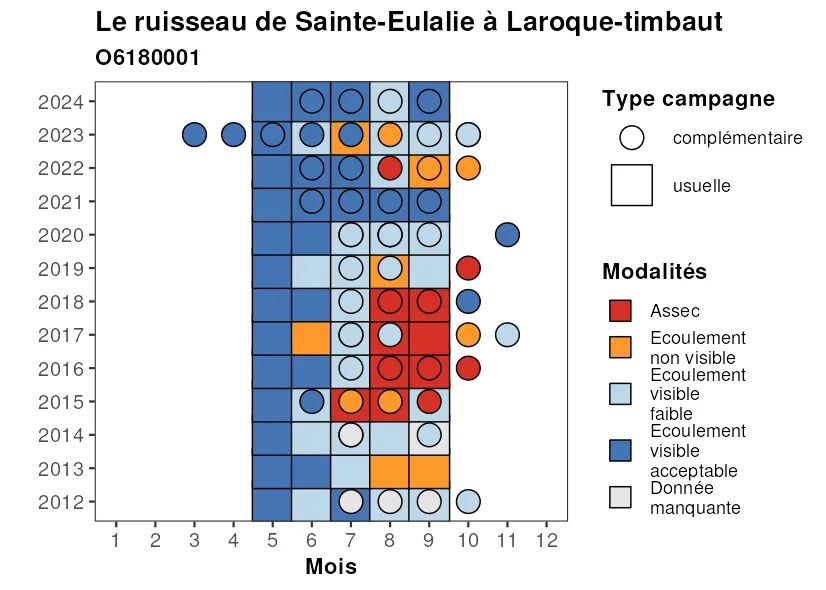 Le ruisseau de Sainte-Eulalie à Laroque-timbaut
O6180001
2024
2023
2022
2021
2020
2019
2018
2017
2016
2015
2014
2013
2012
1 2 3 4 5 6 7 8 9 10 11 12
Mois
Type campagne
complémentaire
usuelle
Modalités
Assec
Ecoulement
non visible
Ecoulement
visible
faible
Ecoulement
visible
acceptable
Donnée
manquante